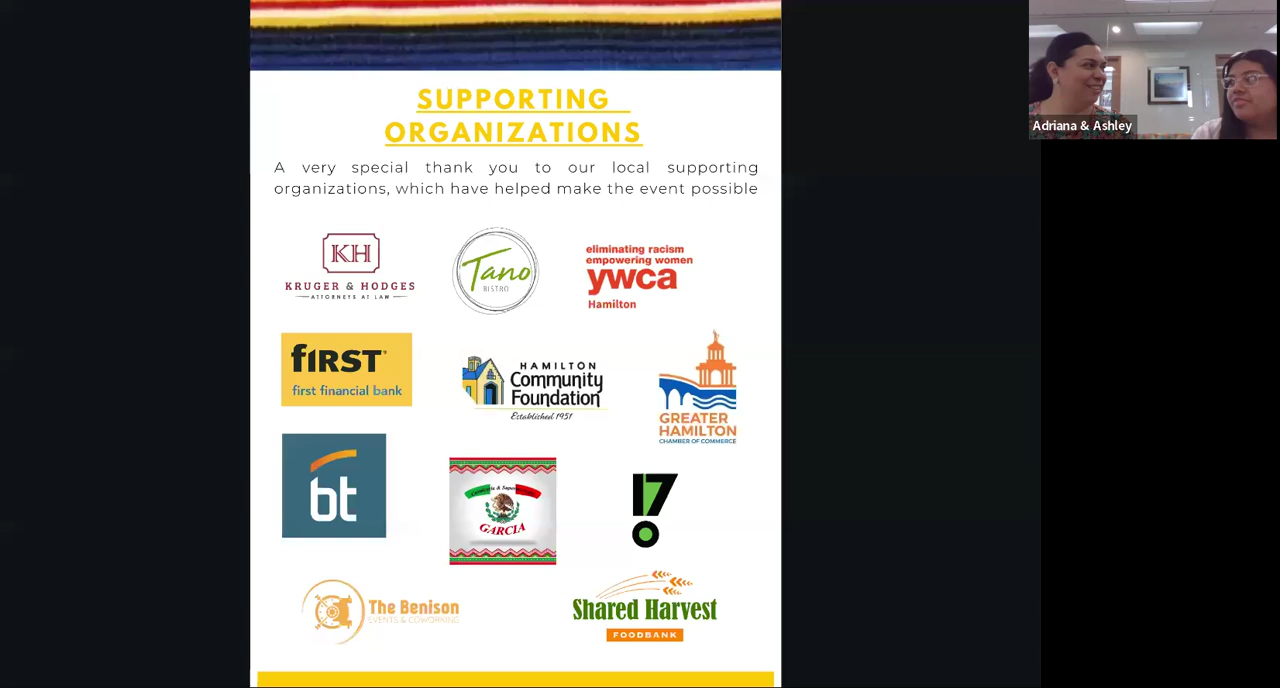 SUPPORTING
ORGANIZATIONS
A very special thank you to our local supporting
organizations, which have helped make the event possible
Adriana & Ashley
KH
KRUGER & HODGES
ATTORNEYS AT LAW
Tano
BISTRO
eliminating racism
empowering women
ywca
Hamilton
first
first financial bank
HAMILTON
Community
Foundation
Established 1951
GREATER
HAMILTON
CHAMBER OF COMMERCE
bt
GARCIA
17
The Benison
EVENTS & COWORKING
Shared Harvest
FOODBANK